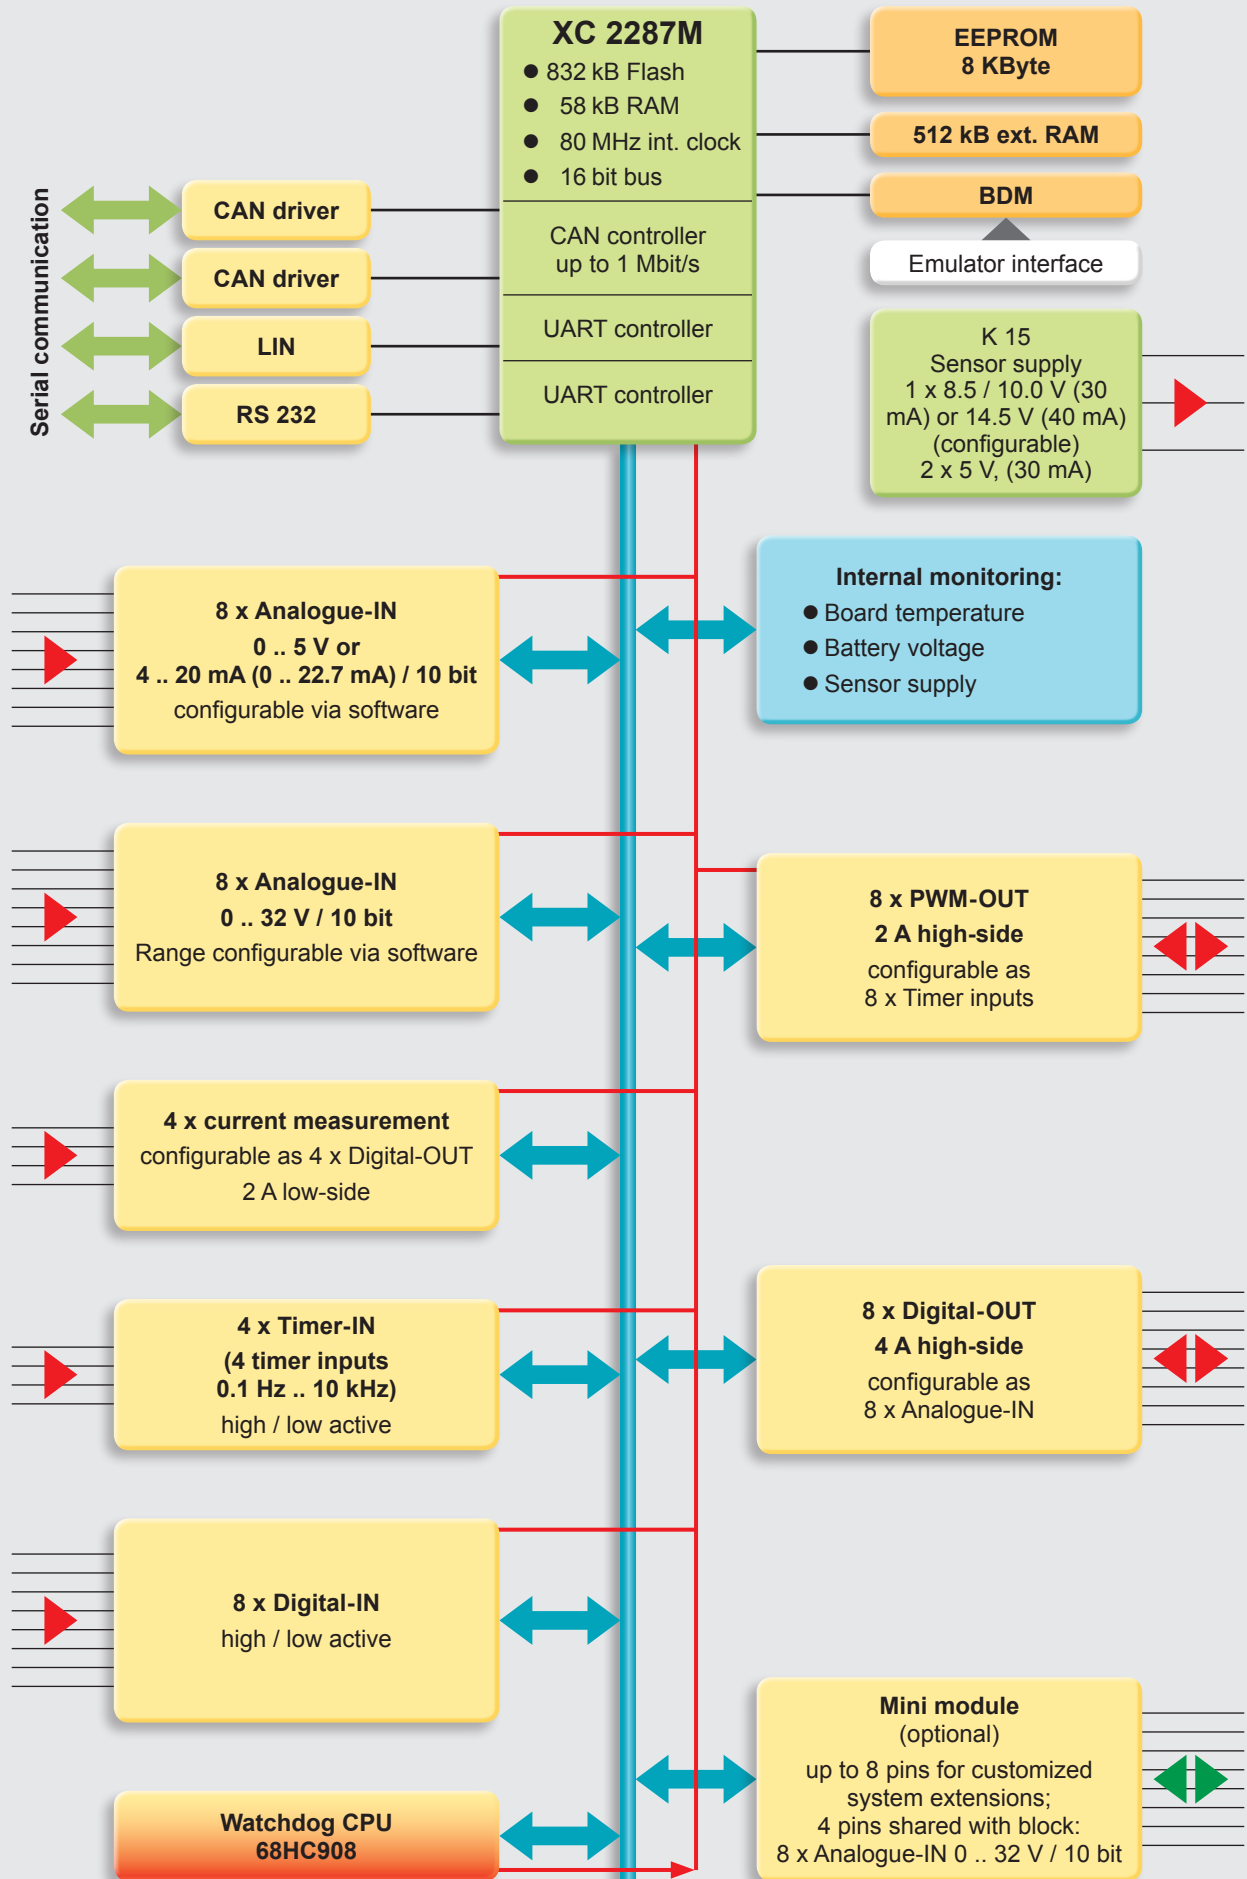 XC 2287M
● 832 kB Flash
● 58 kB RAM
● 80 MHz int. clock
● 16 bit bus
CAN controller
up to 1 Mbit/s
UART controller
UART controller
EEPROM
8 KByte
512 kB ext. RAM
BDM
Emulator interface
Serial communication
CAN driver
CAN driver
LIN
RS 232
K 15
Sensor supply
1 x 8.5 / 10.0 V (30
mA) or 14.5 V (40 mA)
(configurable)
2 x 5 V, (30 mA)
8 x Analogue-IN
0 .. 5 V or
4 .. 20 mA (0 .. 22.7 mA) / 10 bit
configurable via software
Internal monitoring:
● Board temperature
● Battery voltage
● Sensor supply
8 x Analogue-IN
0 .. 32 V / 10 bit
Range configurable via software
8 x PWM-OUT
2 A high-side
configurable as
8 x Timer inputs
4 x current measurement
configurable as 4 x Digital-OUT
2 A low-side
4 x Timer-IN
(4 timer inputs
0.1 Hz .. 10 kHz)
high / low active
8 x Digital-OUT
4 A high-side
configurable as
8 x Analogue-IN
8 x Digital-IN
high / low active
Mini module
(optional)
up to 8 pins for customized
system extensions;
4 pins shared with block:
8 x Analogue-IN 0 .. 32 V / 10 bit
Watchdog CPU
68HC908